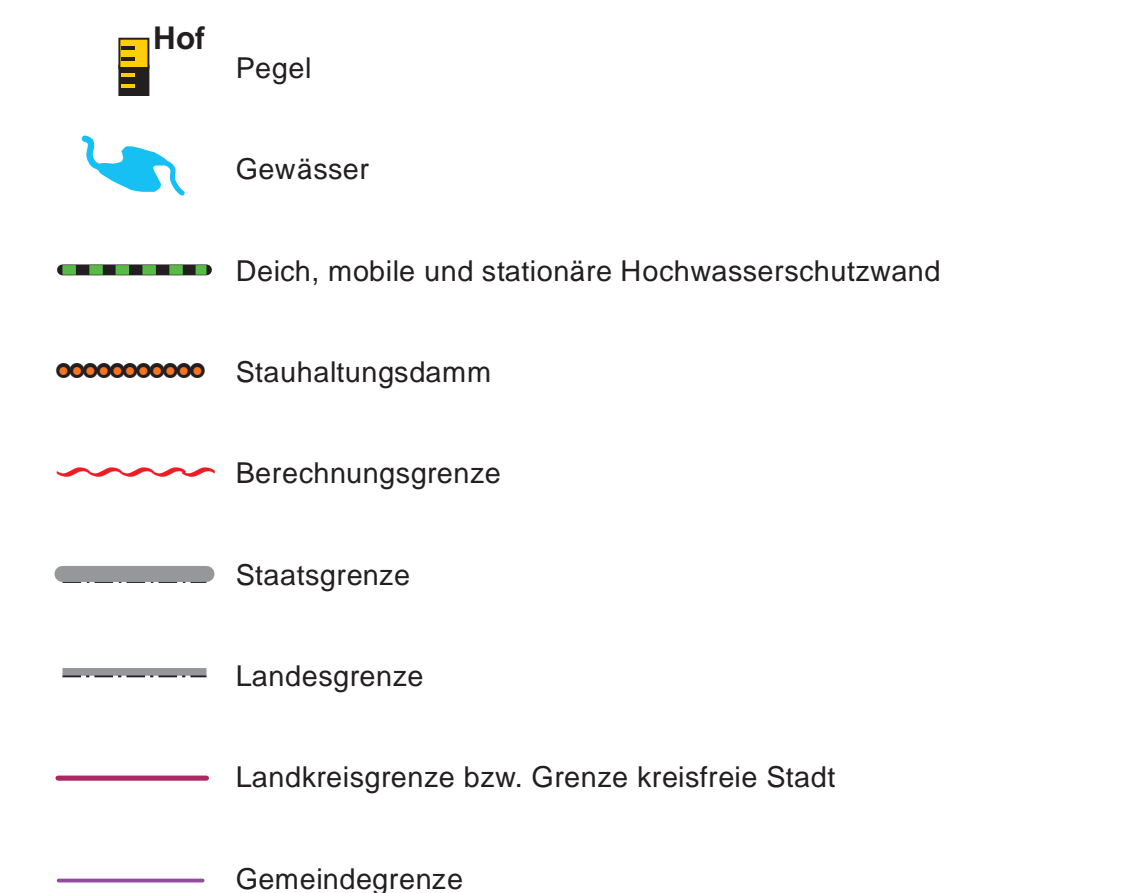 Hof
Pegel
Gewässer
Deich, mobile und stationäre Hochwasserschutzwand
Stauhaltungsdamm
Berechnungsgrenze
Staatsgrenze
Landesgrenze
Landkreisgrenze bzw. Grenze kreisfreie Stadt
Gemeindegrenze